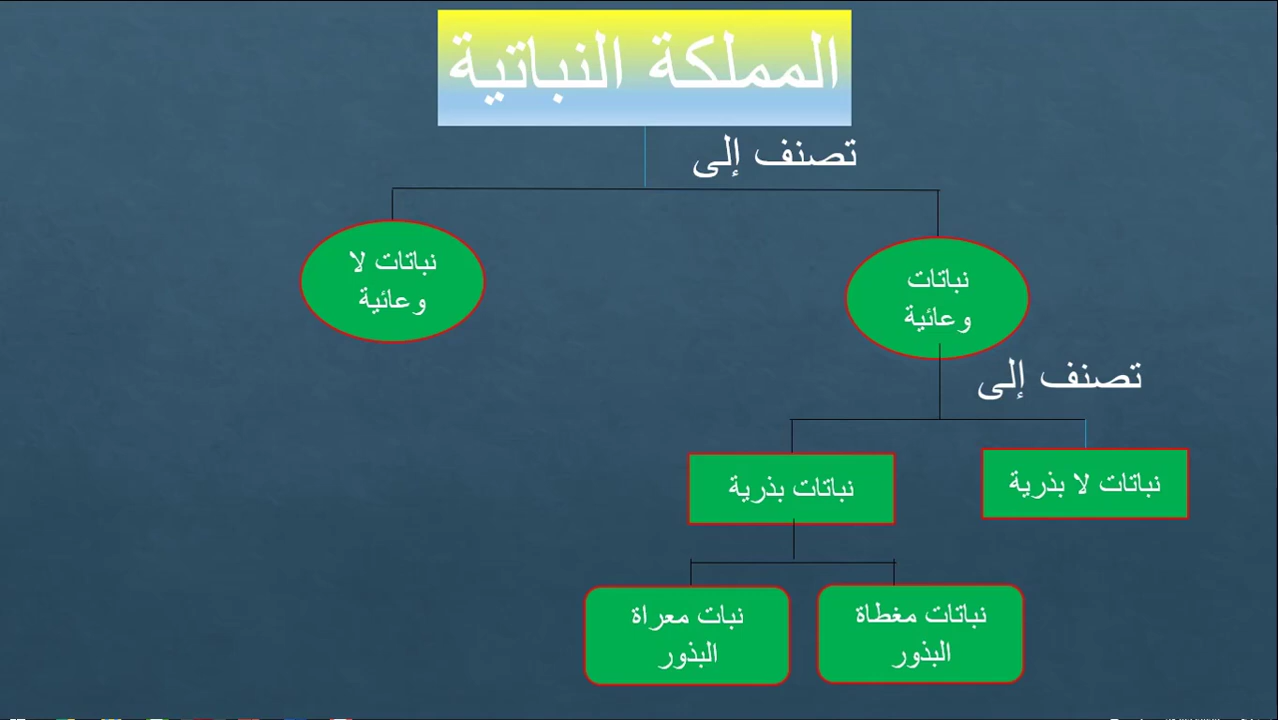 المملكة النباتية
تصنف إلى
نباتات
وعائية
نباتات لا
وعائية
تصنف إلى
نباتات لا بذرية
نباتات بذرية
نباتات مغطاة
البذور
نبات معراة
البذور